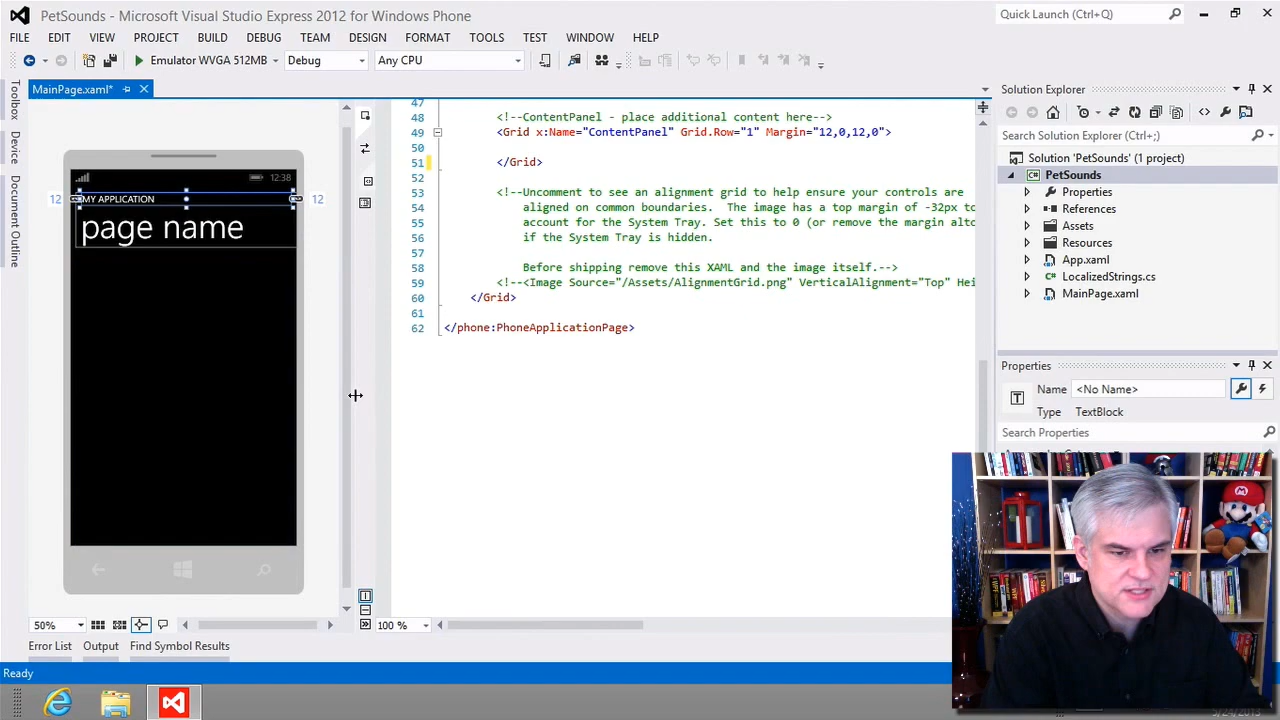 PetSounds - Microsoft Visual Studio Express 2012 for Windows Phone
Quick Launch (Ctrl+Q)
FILE EDIT VIEW PROJECT BUILD DEBUG TEAM DESIGN FORMAT TOOLS TEST WINDOW HELP
Emulator WVGA 512MB Debug Any CPU
MainPage.xaml*
Toolbox
Device
Document Outline
12:38
12 MY APPLICATION 12
page name
47
48 <!--ContentPanel - place additional content here-->
49 <Grid x:Name="ContentPanel" Grid.Row="1" Margin="12,0,12,0">
50
51 </Grid>
52
53 <!--Uncomment to see an alignment grid to help ensure your controls are
54 aligned on common boundaries. The image has a top margin of -32px to
55 account for the System Tray. Set this to 0 (or remove the margin alto
56 if the System Tray is hidden.
57
58 Before shipping remove this XAML and the image itself.-->
59 <!--<Image Source="/Assets/AlignmentGrid.png" VerticalAlignment="Top" Hei
60 </Grid>
61
62 </phone:PhoneApplicationPage>
50%
100 %
Solution Explorer
Search Solution Explorer (Ctrl+;)
Solution 'PetSounds' (1 project)
PetSounds
Properties
References
Assets
Resources
App.xaml
LocalizedStrings.cs
MainPage.xaml
Properties
Name <No Name>
Type TextBlock
Search Properties
Error List Output Find Symbol Results
Ready